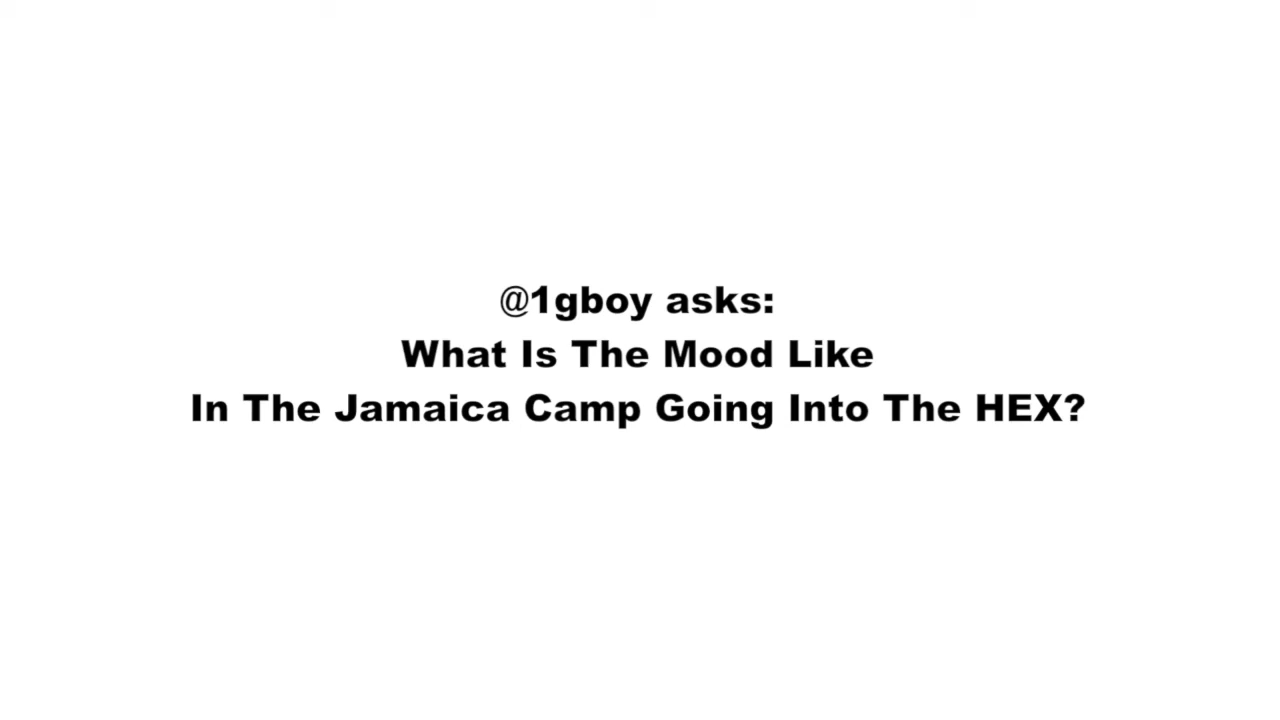 @1gboy asks:
What Is The Mood Like
In The Jamaica Camp Going Into The HEX?